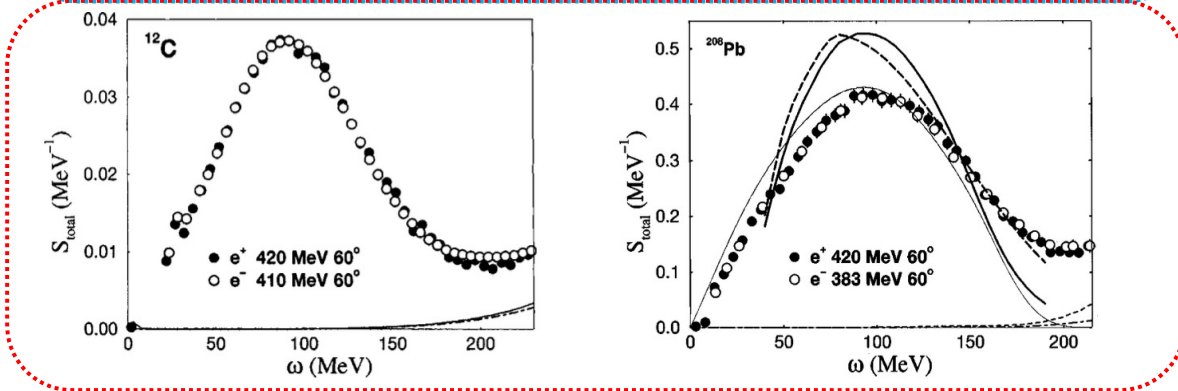 ¹²C
S_total (MeV⁻¹)
0.04
0.03
0.02
0.01
0.00
e⁺ 420 MeV 60°
e⁻ 410 MeV 60°
0 50 100 150 200
ω (MeV)
²⁰⁸Pb
S_total (MeV⁻¹)
0.5
0.4
0.3
0.2
0.1
0.0
e⁺ 420 MeV 60°
e⁻ 383 MeV 60°
0 50 100 150 200
ω (MeV)